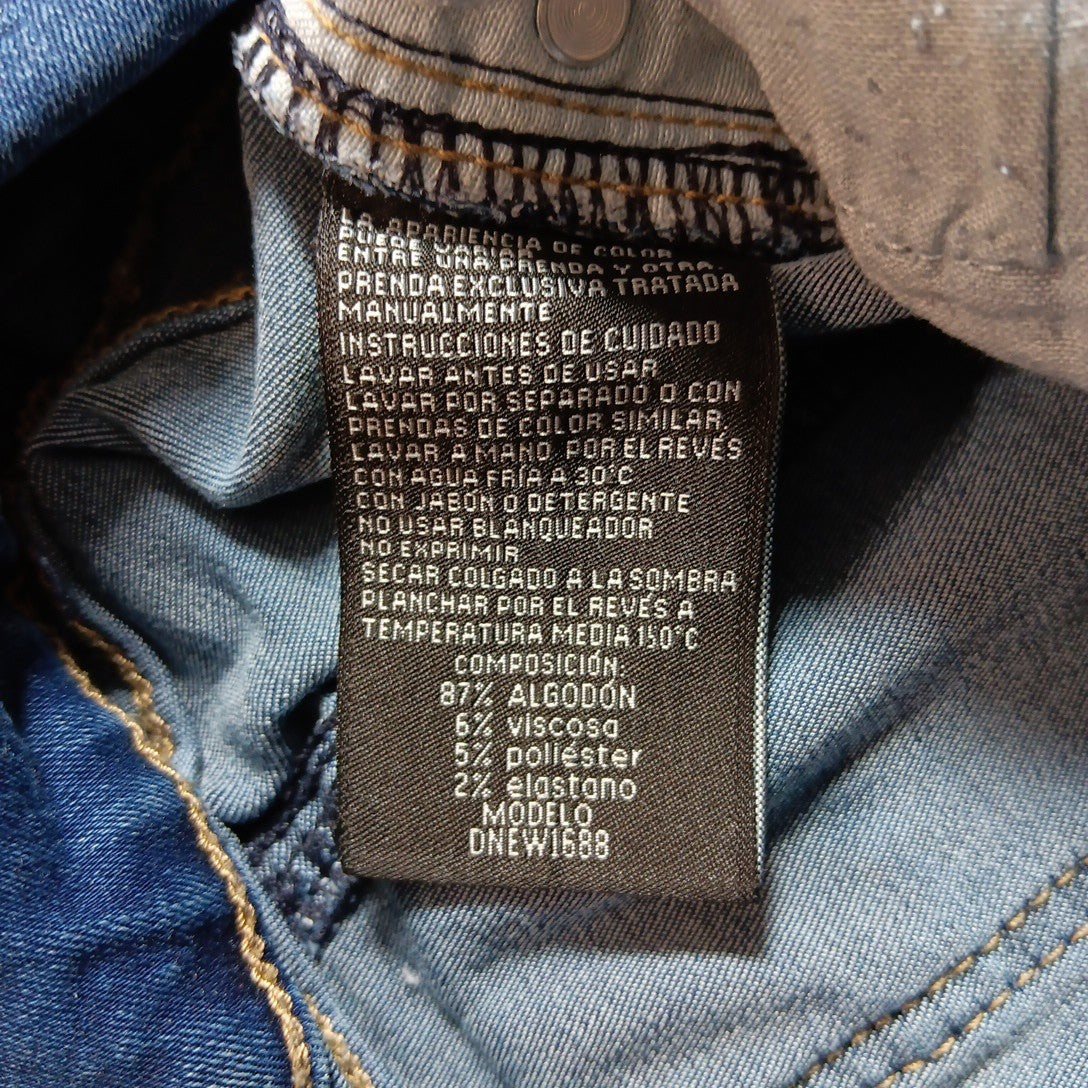 LA APARIENCIA DE COLOR
PUEDE UNA
ENTRE UNA PRENDA Y OTRA.
PRENDA EXCLUSIVA TRATADA
MANUALMENTE
INSTRUCCIONES DE CUIDADO
LAVAR ANTES DE USAR
LAVAR POR SEPARADO O CON
PRENDAS DE COLOR SIMILAR.
LAVAR A MANO, POR EL REVÉS
CON AGUA FRÍA A 30°C
CON JABÓN O DETERGENTE
NO USAR BLANQUEADOR
NO EXPRIMIR
SECAR COLGADO A LA SOMBRA
PLANCHAR POR EL REVÉS A
TEMPERATURA MEDIA 150°C
COMPOSICIÓN:
87% ALGODÓN
6% viscosa
5% poliéster
2% elastano
MODELO
DNEW1688